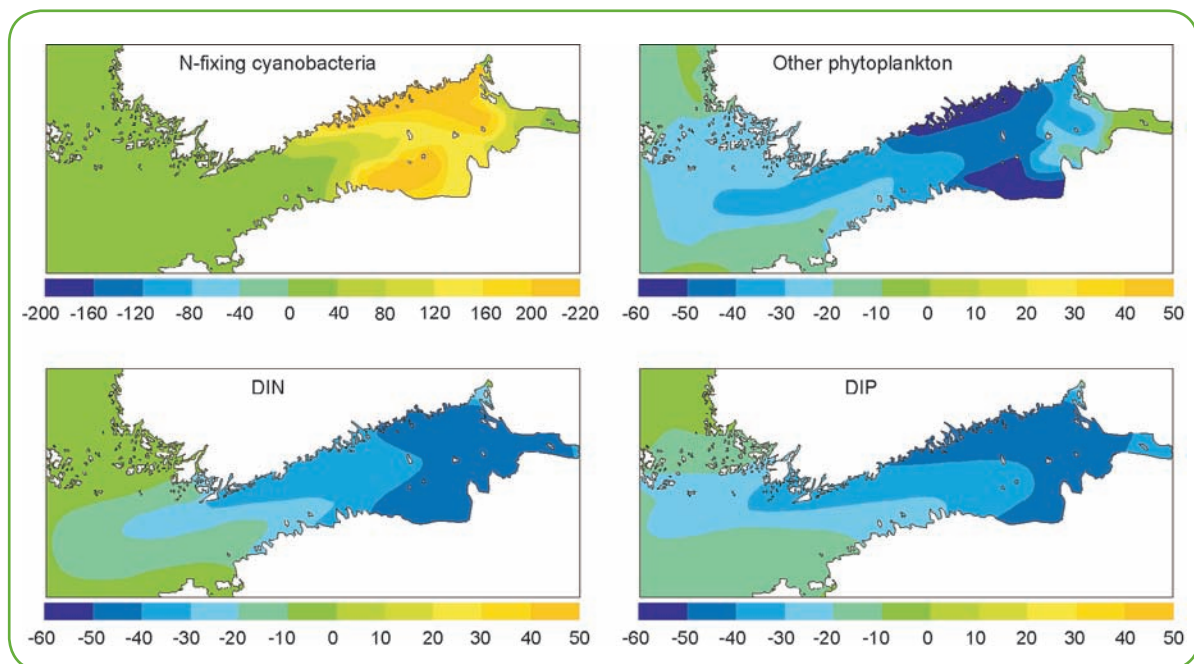 N-fixing cyanobacteria
Other phytoplankton
-200 -160 -120 -80 -40 0 40 80 120 160 -200 -220
-60 -50 -40 -30 -20 -10 0 10 20 30 40 50
DIN
DIP
-60 -50 -40 -30 -20 -10 0 10 20 30 40 50
-60 -50 -40 -30 -20 -10 0 10 20 30 40 50